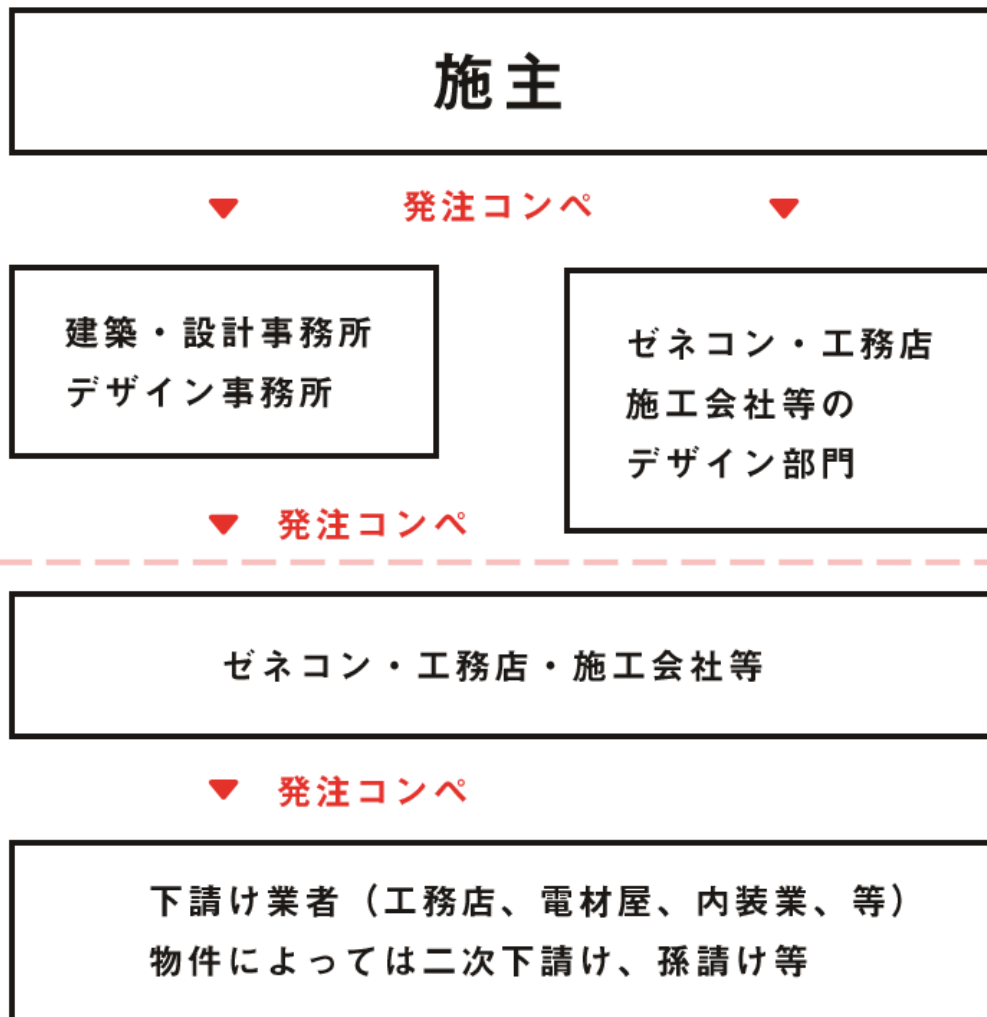 施主
発注コンペ
建築・設計事務所
デザイン事務所
ゼネコン・工務店
施工会社等の
デザイン部門
発注コンペ
ゼネコン・工務店・施工会社等
発注コンペ
下請け業者（工務店、電材屋、内装業、等）
物件によっては二次下請け、孫請け等